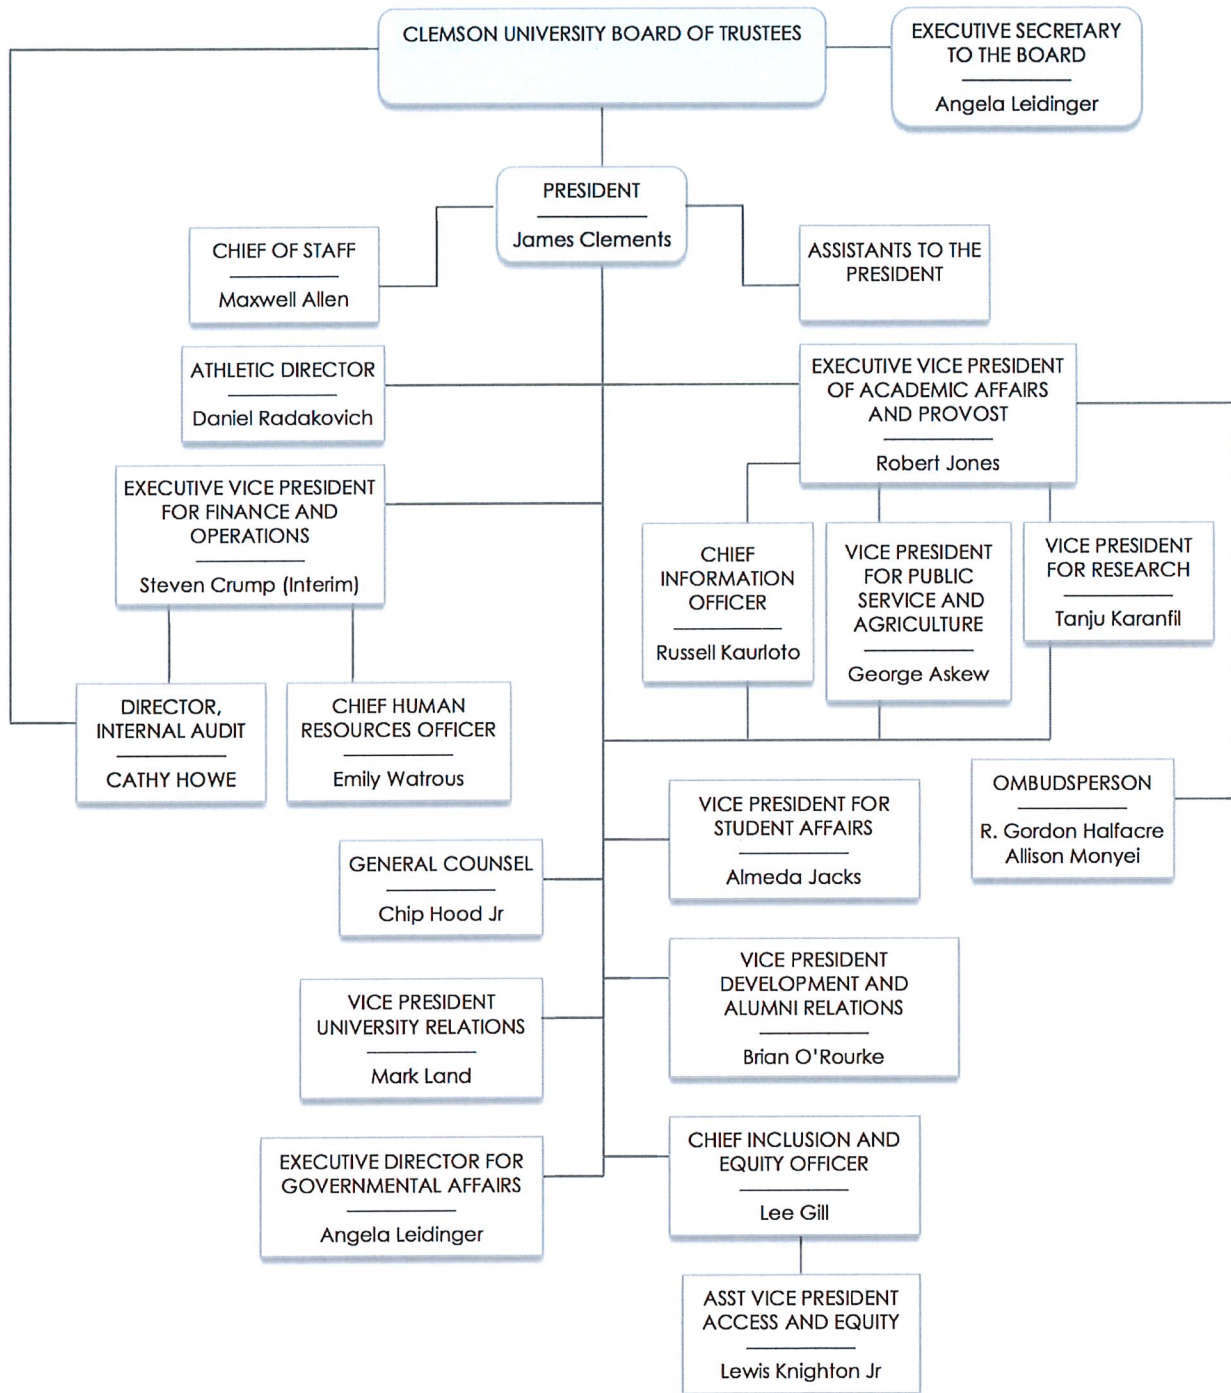 CLEMSON UNIVERSITY BOARD OF TRUSTEES
EXECUTIVE SECRETARY
TO THE BOARD
Angela Leidinger
PRESIDENT
James Clements
CHIEF OF STAFF
Maxwell Allen
ASSISTANTS TO THE
PRESIDENT
ATHLETIC DIRECTOR
Daniel Radakovich
EXECUTIVE VICE PRESIDENT
OF ACADEMIC AFFAIRS
AND PROVOST
Robert Jones
EXECUTIVE VICE PRESIDENT
FOR FINANCE AND
OPERATIONS
Steven Crump (Interim)
CHIEF
INFORMATION
OFFICER
Russell Kaurloto
VICE PRESIDENT
FOR PUBLIC
SERVICE AND
AGRICULTURE
George Askew
VICE PRESIDENT
FOR RESEARCH
Tanju Karanfil
DIRECTOR,
INTERNAL AUDIT
CATHY HOWE
CHIEF HUMAN
RESOURCES OFFICER
Emily Watrous
OMBUDSPERSON
R. Gordon Halfacre
Allison Monyei
VICE PRESIDENT FOR
STUDENT AFFAIRS
Almeda Jacks
GENERAL COUNSEL
Chip Hood Jr
VICE PRESIDENT
DEVELOPMENT AND
ALUMNI RELATIONS
Brian O'Rourke
VICE PRESIDENT
UNIVERSITY RELATIONS
Mark Land
CHIEF INCLUSION AND
EQUITY OFFICER
Lee Gill
EXECUTIVE DIRECTOR FOR
GOVERNMENTAL AFFAIRS
Angela Leidinger
ASST VICE PRESIDENT
ACCESS AND EQUITY
Lewis Knighton Jr